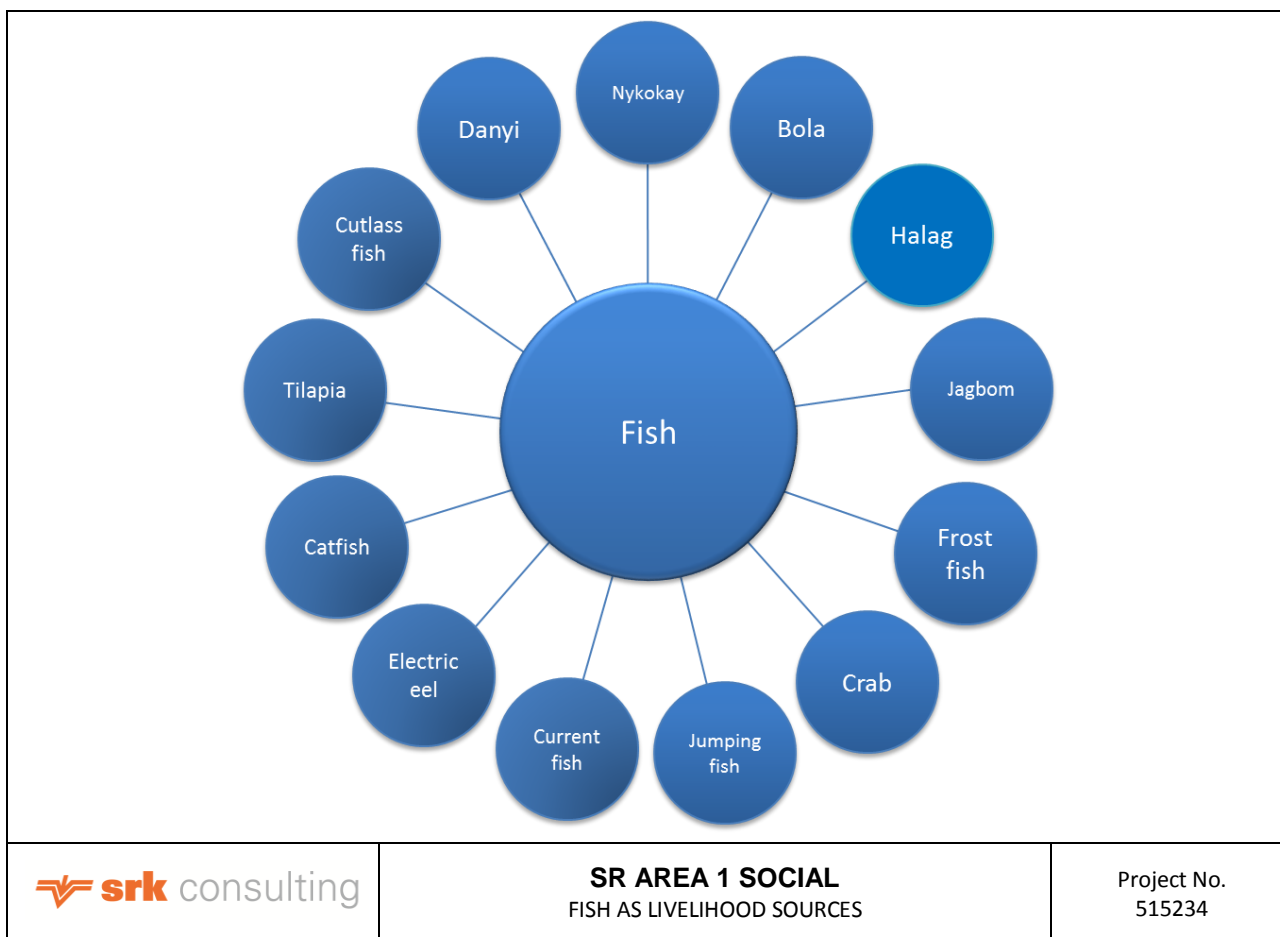 Nykokay
Danyi
Bola
Cutlass
fish
Halag
Tilapia
Fish
Jagbom
Catfish
Frost
fish
Electric
eel
Crab
Current
fish
Jumping
fish
srk consulting
SR AREA 1 SOCIAL
FISH AS LIVELIHOOD SOURCES
Project No.
515234